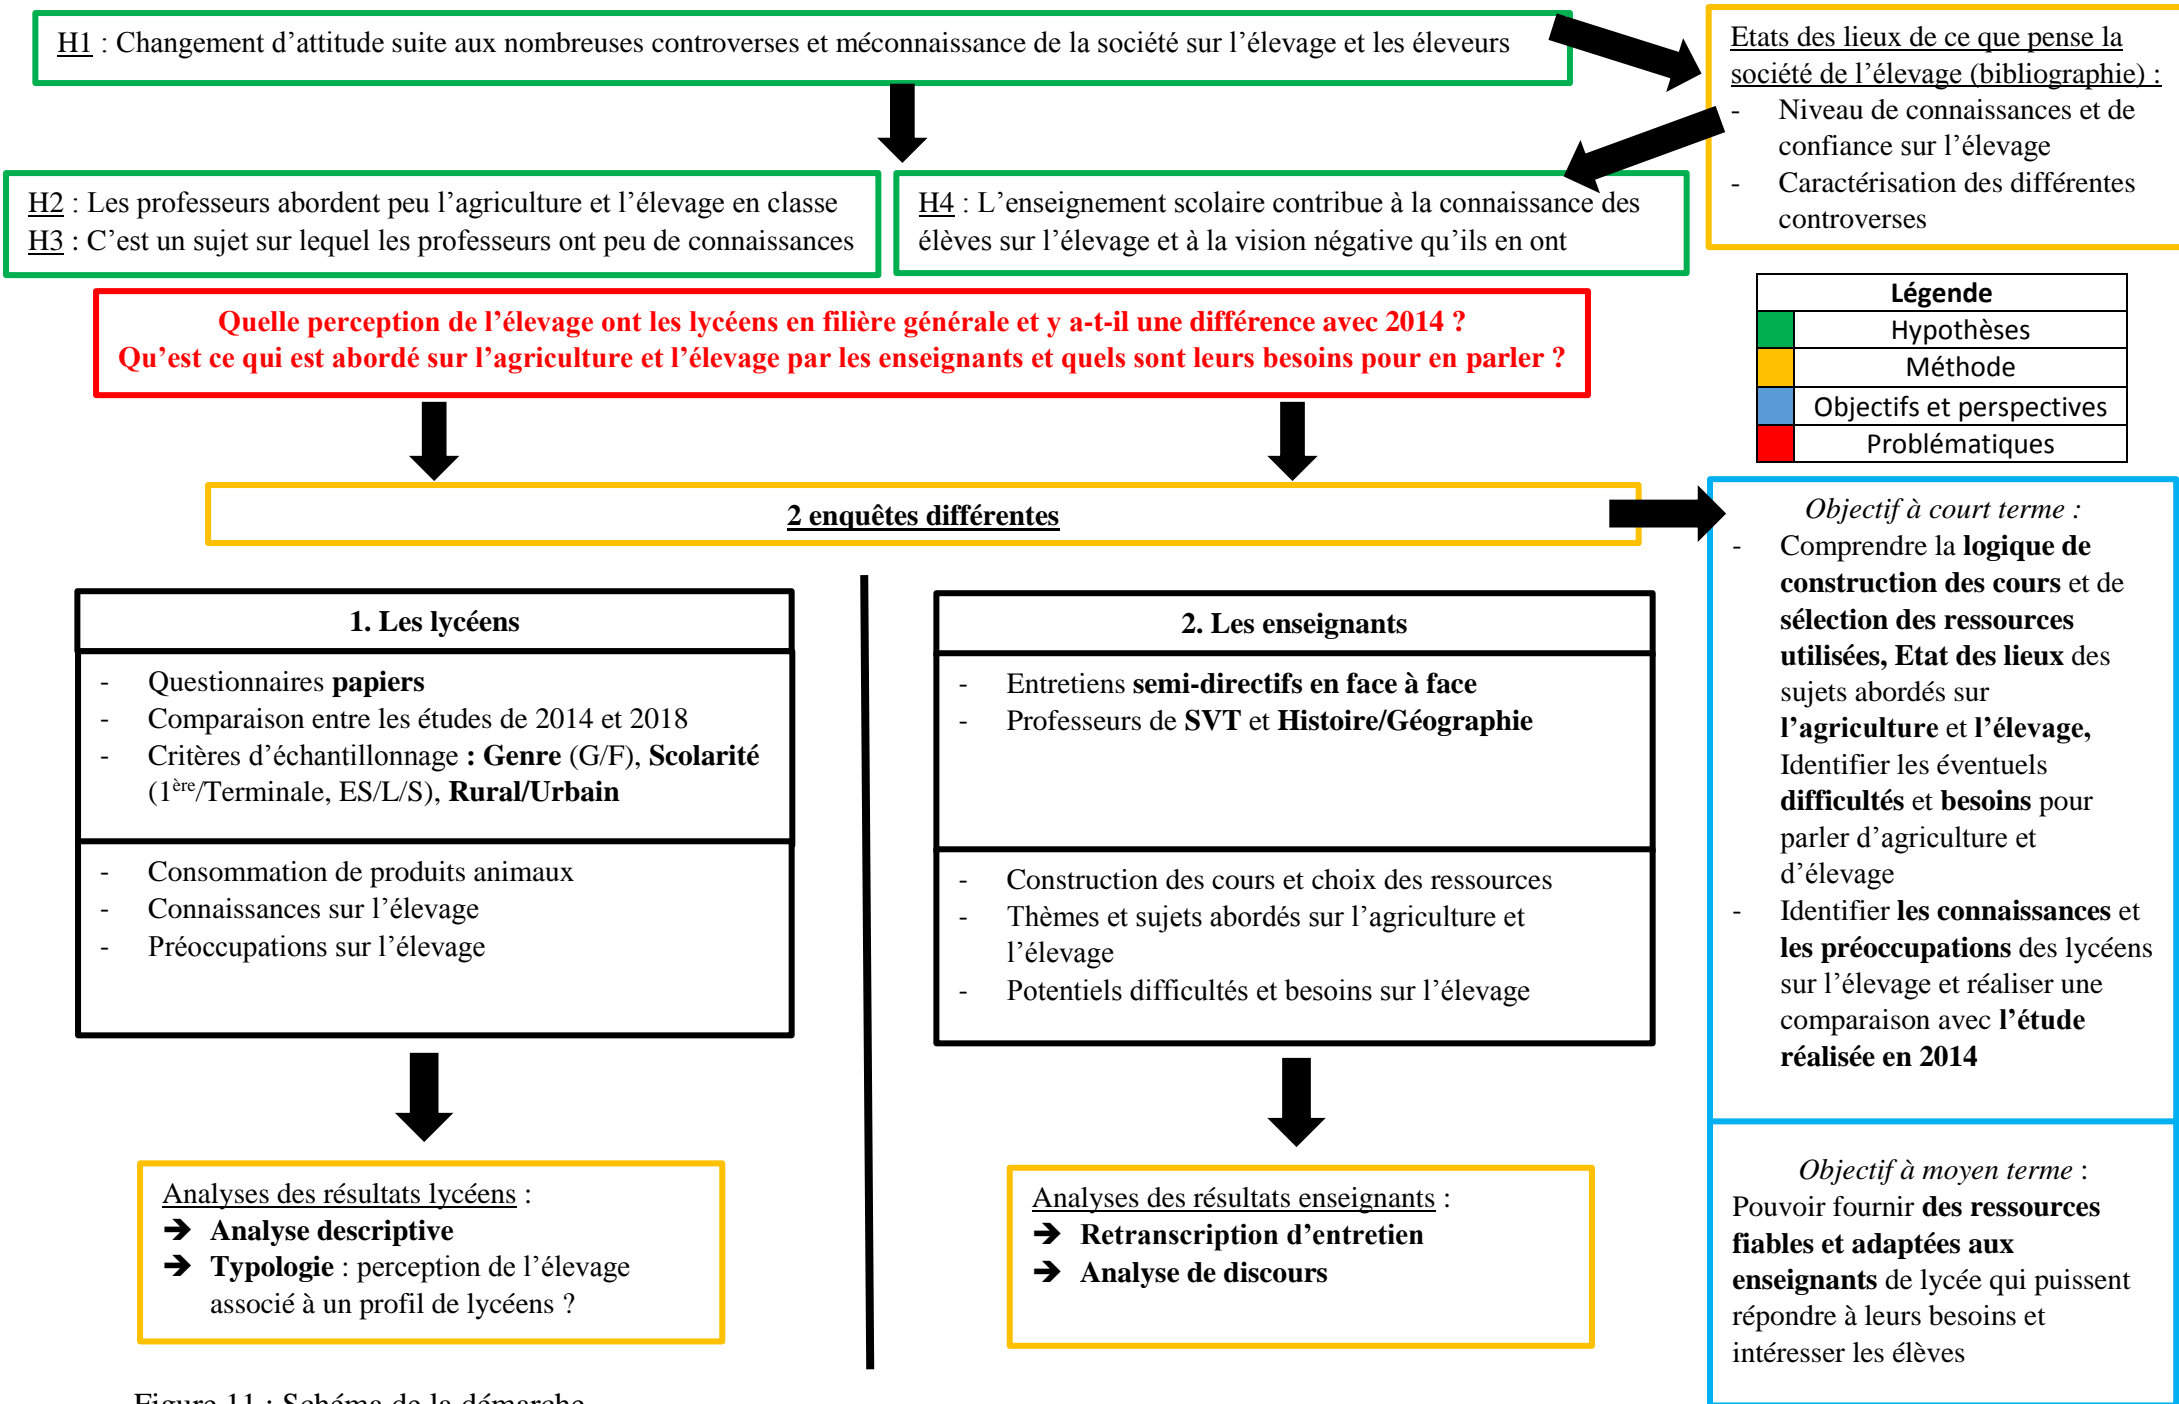 H1 : Changement d’attitude suite aux nombreuses controverses et méconnaissance de la société sur l’élevage et les éleveurs
Etats des lieux de ce que pense la
société de l’élevage (bibliographie) :
- Niveau de connaissances et de
confiance sur l’élevage
- Caractérisation des différentes
controverses
H2 : Les professeurs abordent peu l’agriculture et l’élevage en classe
H3 : C’est un sujet sur lequel les professeurs ont peu de connaissances
H4 : L’enseignement scolaire contribue à la connaissance des
élèves sur l’élevage et à la vision négative qu’ils en ont
Quelle perception de l’élevage ont les lycéens en filière générale et y a-t-il une différence avec 2014 ?
Qu’est ce qui est abordé sur l’agriculture et l’élevage par les enseignants et quels sont leurs besoins pour en parler ?
Légende
Hypothèses
Méthode
Objectifs et perspectives
Problématiques
2 enquêtes différentes
1. Les lycéens
- Questionnaires papiers
- Comparaison entre les études de 2014 et 2018
- Critères d’échantillonnage : Genre (G/F), Scolarité
(1ère/Terminale, ES/L/S), Rural/Urbain
- Consommation de produits animaux
- Connaissances sur l’élevage
- Préoccupations sur l’élevage
2. Les enseignants
- Entretiens semi-directifs en face à face
- Professeurs de SVT et Histoire/Géographie
- Construction des cours et choix des ressources
- Thèmes et sujets abordés sur l’agriculture et
l’élevage
- Potentiels difficultés et besoins sur l’élevage
Objectif à court terme :
- Comprendre la logique de
construction des cours et de
sélection des ressources
utilisées, Etat des lieux des
sujets abordés sur
l’agriculture et l’élevage,
Identifier les éventuels
difficultés et besoins pour
parler d’agriculture et
d’élevage
- Identifier les connaissances et
les préoccupations des lycéens
sur l’élevage et réaliser une
comparaison avec l’étude
réalisée en 2014
Analyses des résultats lycéens :
➔ Analyse descriptive
➔ Typologie : perception de l’élevage
associé à un profil de lycéens ?
Analyses des résultats enseignants :
➔ Retranscription d’entretien
➔ Analyse de discours
Objectif à moyen terme :
Pouvoir fournir des ressources
fiables et adaptées aux
enseignants de lycée qui puissent
répondre à leurs besoins et
intéresser les élèves
Figure 11 : Schéma de la démarche